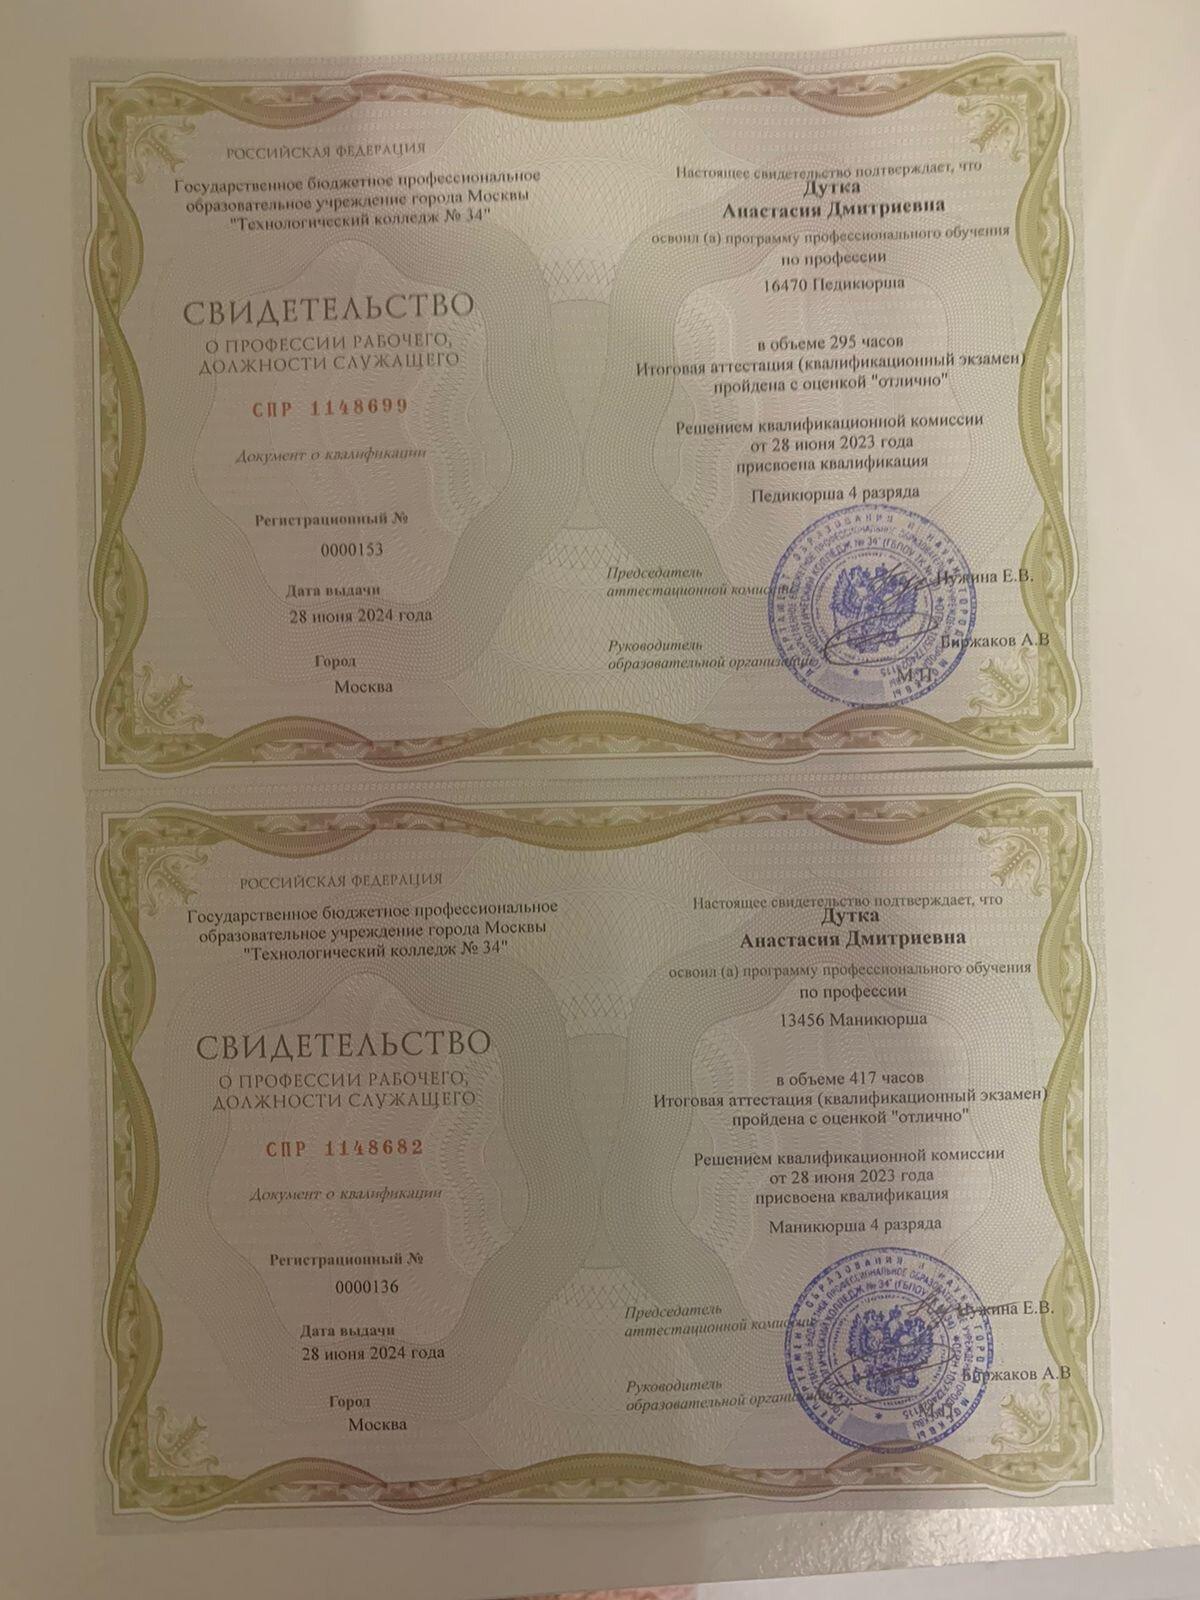 РОССИЙСКАЯ ФЕДЕРАЦИЯ
Государственное бюджетное профессиональное
образовательное учреждение города Москвы
"Технологический колледж № 34"
СВИДЕТЕЛЬСТВО
О ПРОФЕССИИ РАБОЧЕГО,
ДОЛЖНОСТИ СЛУЖАЩЕГО
СПР 1148699
Документ о квалификации
Регистрационный №
0000153
Дата выдачи
28 июня 2024 года
Город
Москва
Настоящее свидетельство подтверждает, что
Дутка
Анастасия Дмитриевна
освоил (а) программу профессионального обучения
по профессии
16470 Педикюрша
в объеме 295 часов
Итоговая аттестация (квалификационный экзамен)
пройдена с оценкой "отлично"
Решением квалификационной комиссии
от 28 июня 2023 года
присвоена квалификация
Педикюрша 4 разряда
Председатель
аттестационной комиссии
Нужина Е.В.
Руководитель
образовательной организации
Биржаков А.В
М.П.
РОССИЙСКАЯ ФЕДЕРАЦИЯ
Государственное бюджетное профессиональное
образовательное учреждение города Москвы
"Технологический колледж № 34"
СВИДЕТЕЛЬСТВО
О ПРОФЕССИИ РАБОЧЕГО,
ДОЛЖНОСТИ СЛУЖАЩЕГО
СПР 1148682
Документ о квалификации
Регистрационный №
0000136
Дата выдачи
28 июня 2024 года
Город
Москва
Настоящее свидетельство подтверждает, что
Дутка
Анастасия Дмитриевна
освоил (а) программу профессионального обучения
по профессии
13456 Маникюрша
в объеме 417 часов
Итоговая аттестация (квалификационный экзамен)
пройдена с оценкой "отлично"
Решением квалификационной комиссии
от 28 июня 2023 года
присвоена квалификация
Маникюрша 4 разряда
Председатель
аттестационной комиссии
Нужина Е.В.
Руководитель
образовательной организации
Биржаков А.В
М.П.